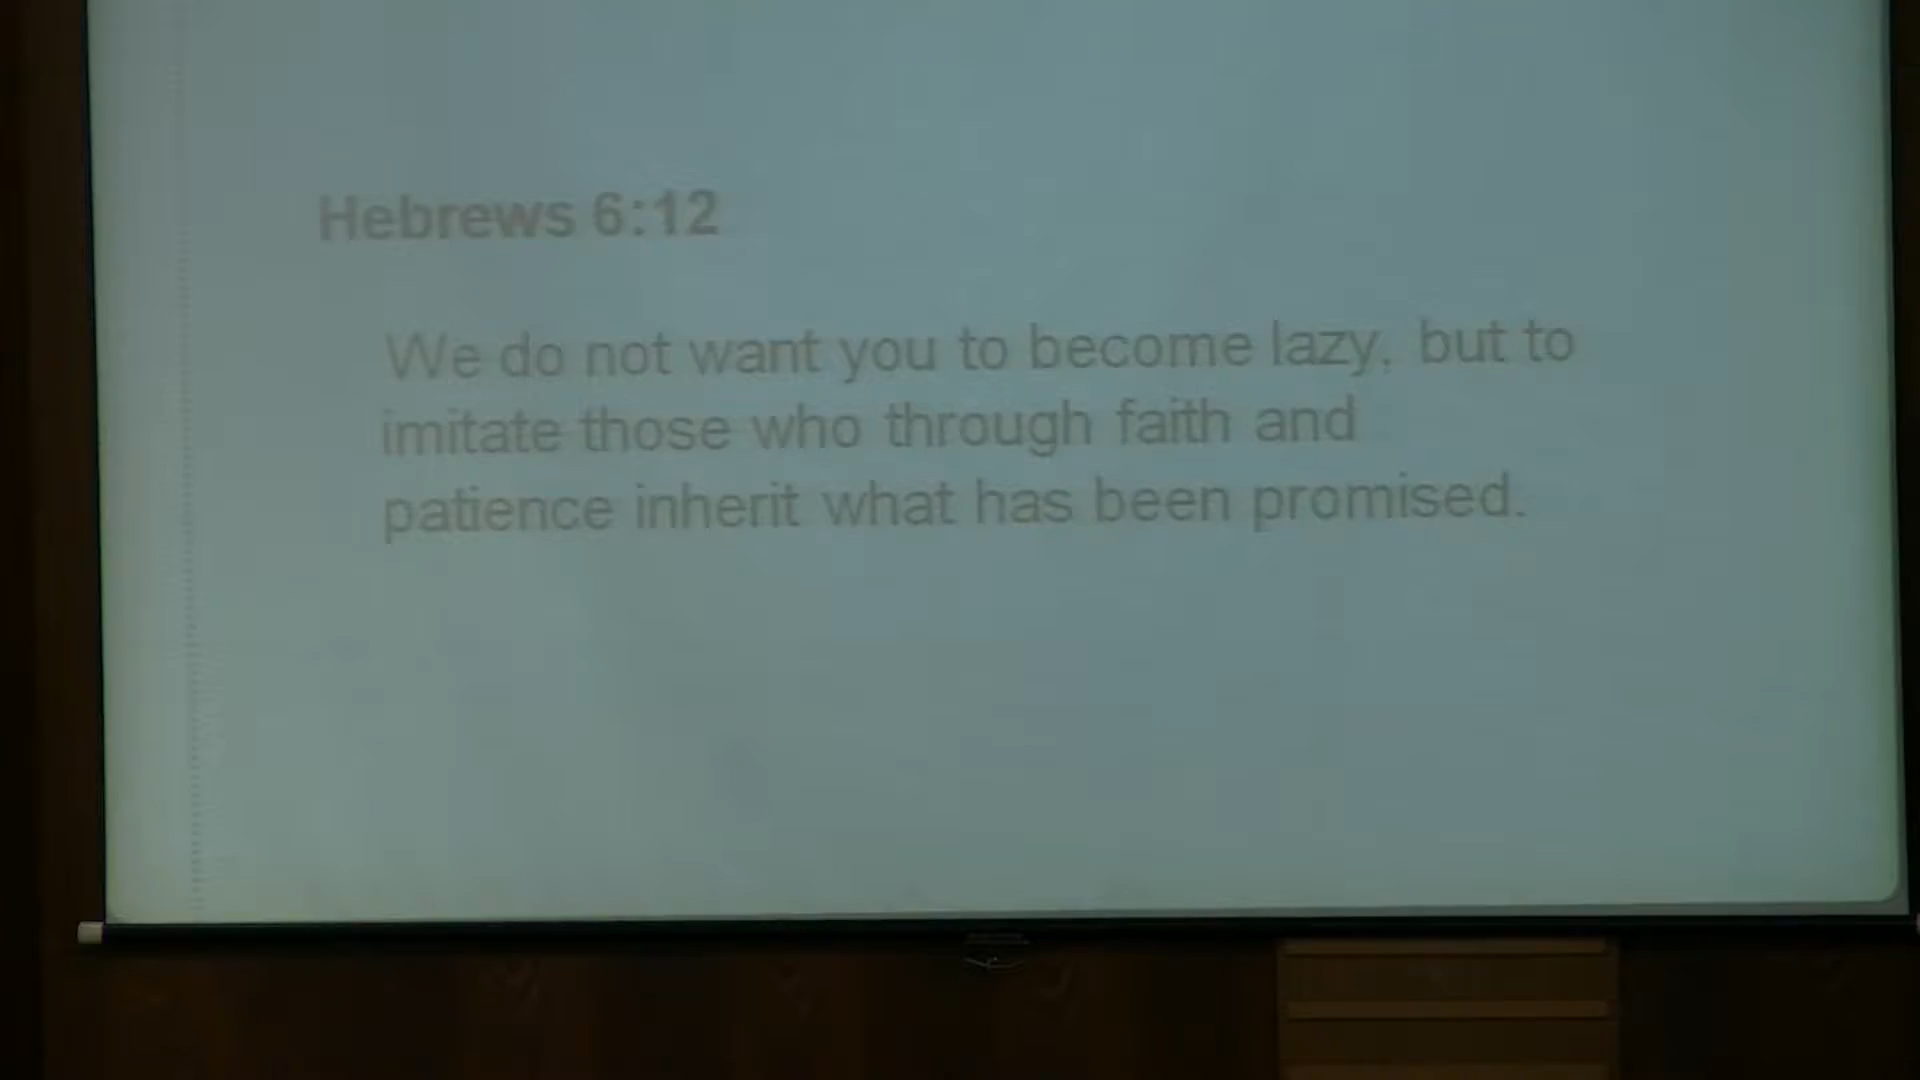 Hebrews 6:12
We do not want you to become lazy, but to
imitate those who through faith and
patience inherit what has been promised.